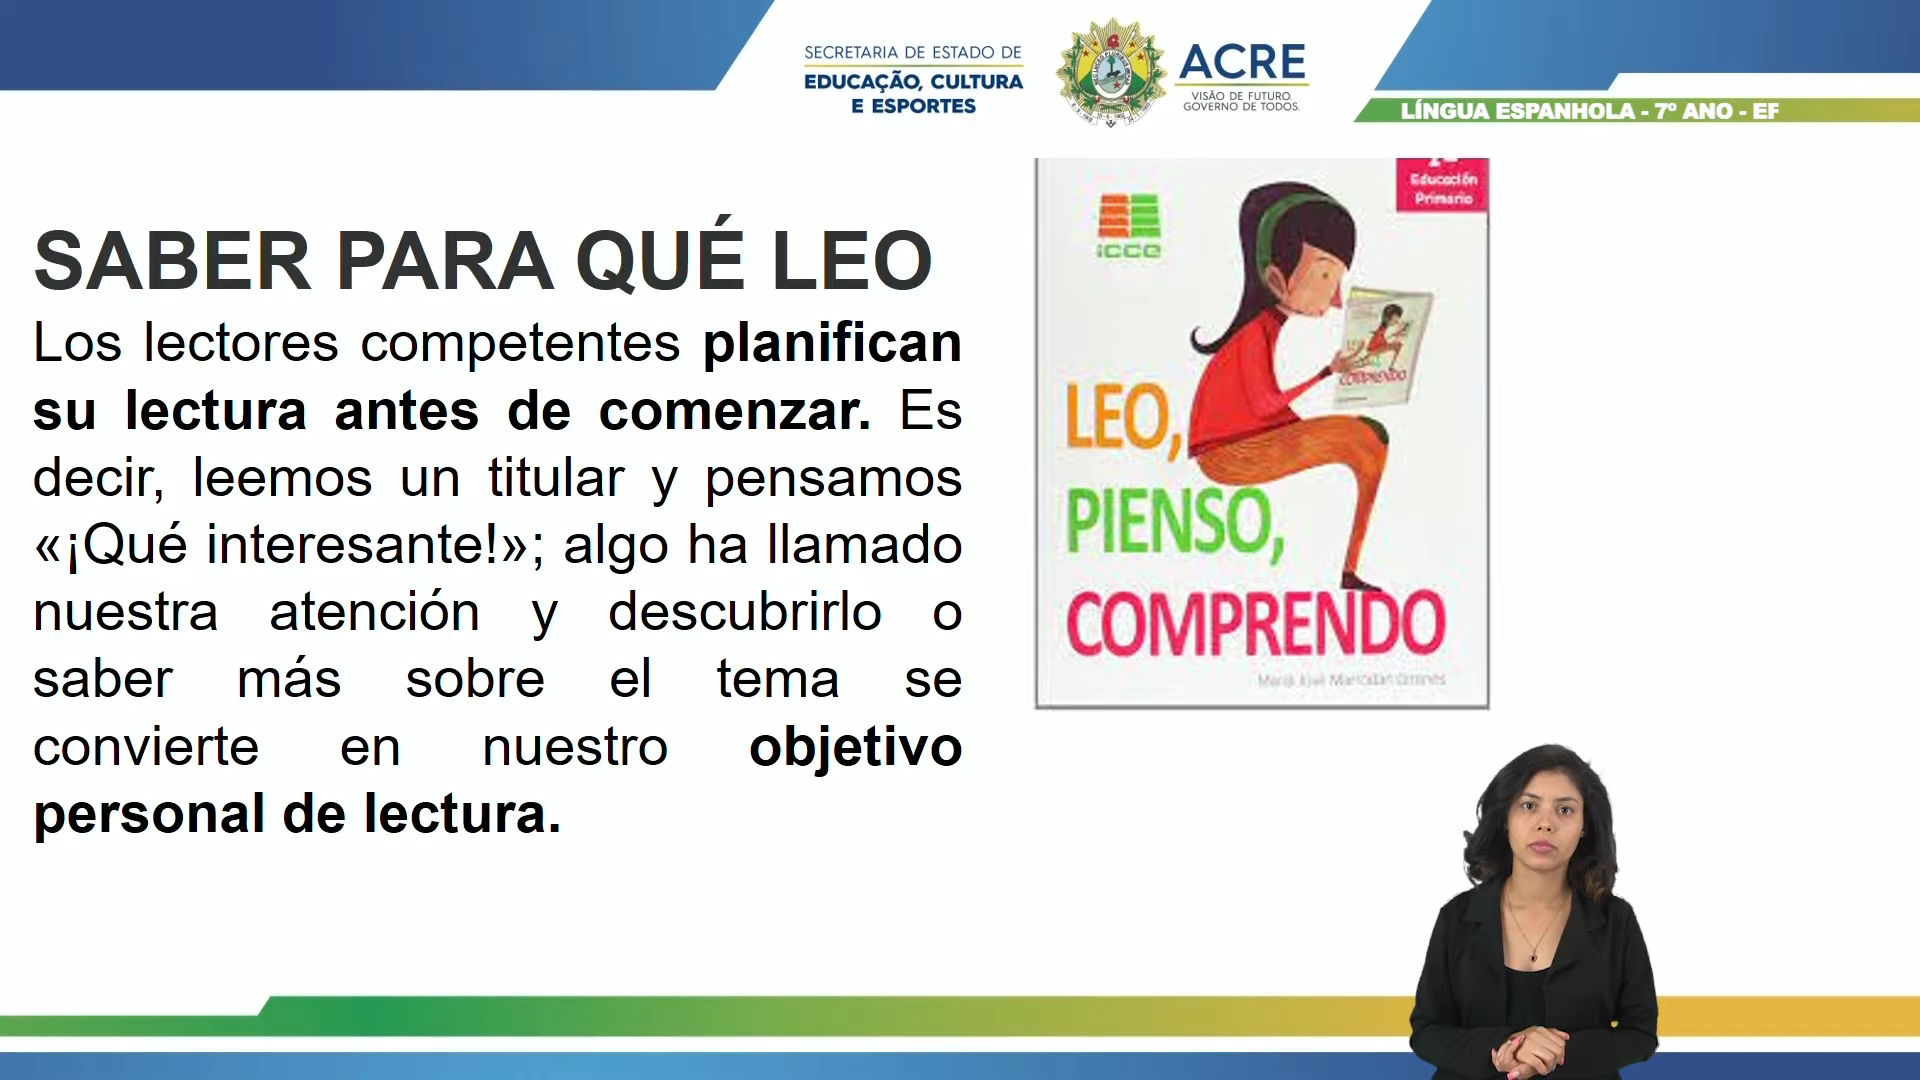 SECRETARIA DE ESTADO DE
EDUCAÇÃO, CULTURA
E ESPORTES
ACRE
VISÃO DE FUTURO.
GOVERNO DE TODOS.
LÍNGUA ESPANHOLA - 7º ANO - EF
SABER PARA QUÉ LEO
Los lectores competentes planifican
su lectura antes de comenzar. Es
decir, leemos un titular y pensamos
«¡Qué interesante!»; algo ha llamado
nuestra atención y descubrirlo o
saber más sobre el tema se
convierte en nuestro objetivo
personal de lectura.
Educación
Primaria
icce
LEO,
PIENSO,
COMPRENDO
COMPRENDO
María José